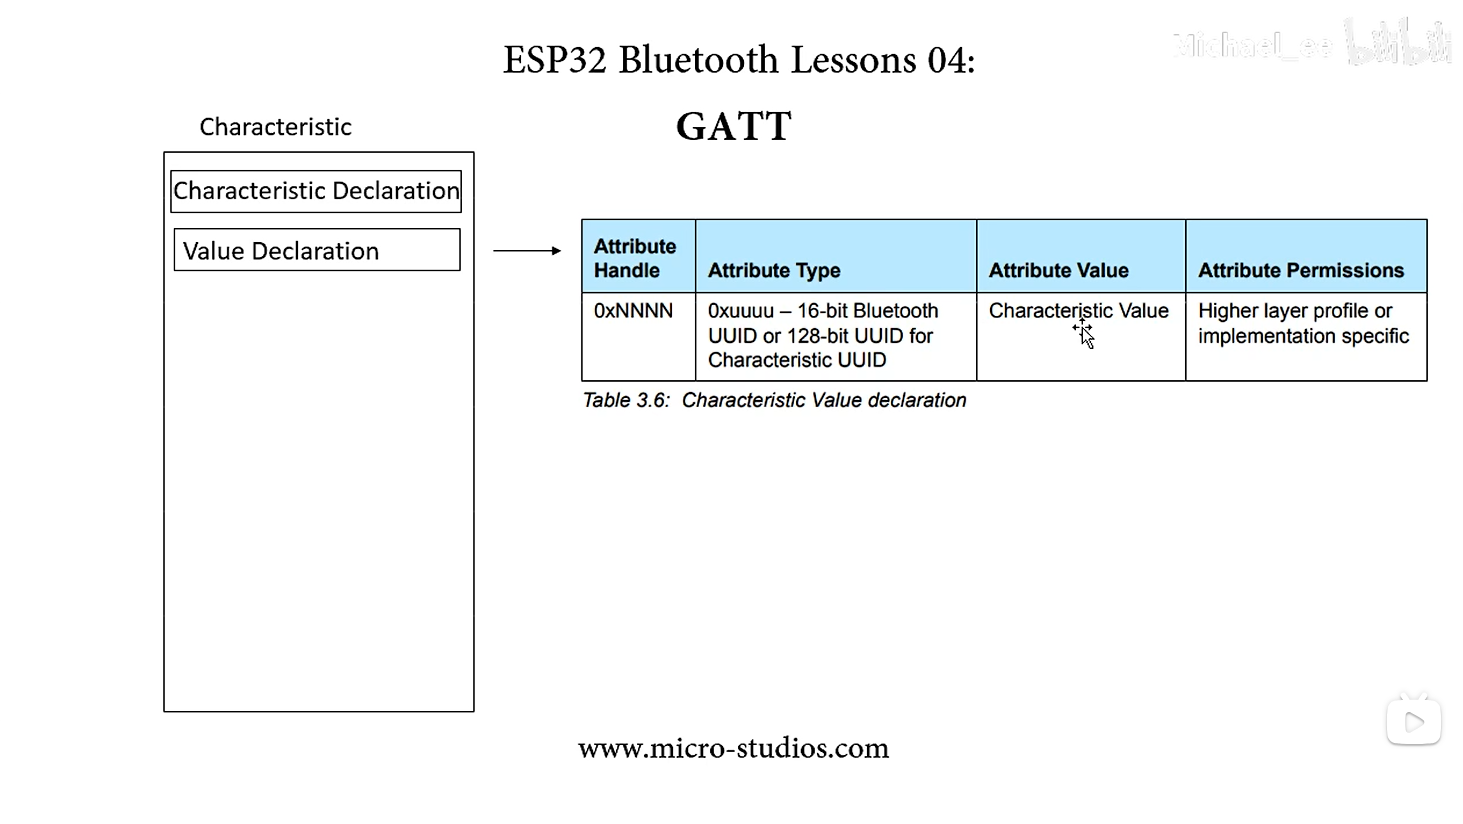 Michael_ee bilibili
ESP32 Bluetooth Lessons 04:
GATT
Characteristic
Characteristic Declaration
Value Declaration
Attribute
Handle
Attribute Type
Attribute Value
Attribute Permissions
0xNNNN
0xuuuu – 16-bit Bluetooth
UUID or 128-bit UUID for
Characteristic UUID
Characteristic Value
Higher layer profile or
implementation specific
Table 3.6: Characteristic Value declaration
www.micro-studios.com